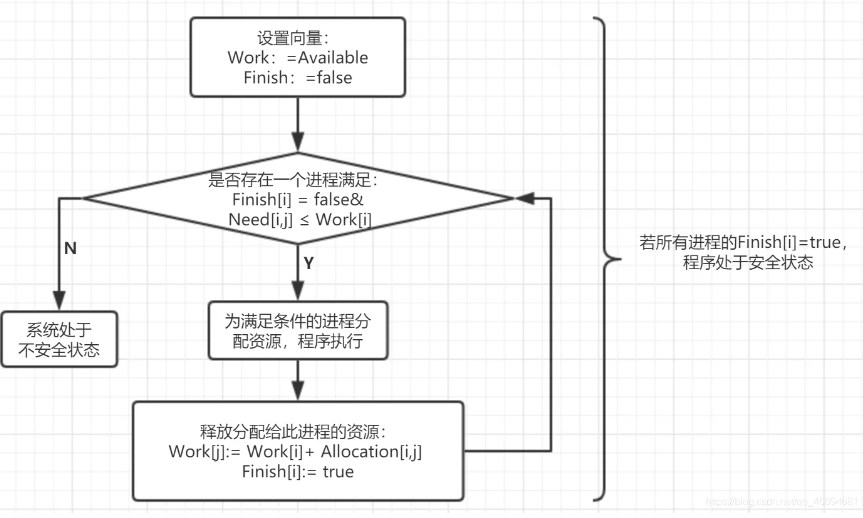 设置向量：
Work：=Available
Finish：=false
是否存在一个进程满足：
Finish[i] = false&
Need[i,j] ≤ Work[i]
N
Y
系统处于
不安全状态
为满足条件的进程分
配资源，程序执行
释放分配给此进程的资源：
Work[j]:= Work[i]+ Allocation[i,j]
Finish[i]:= true
若所有进程的Finish[i]=true，
程序处于安全状态